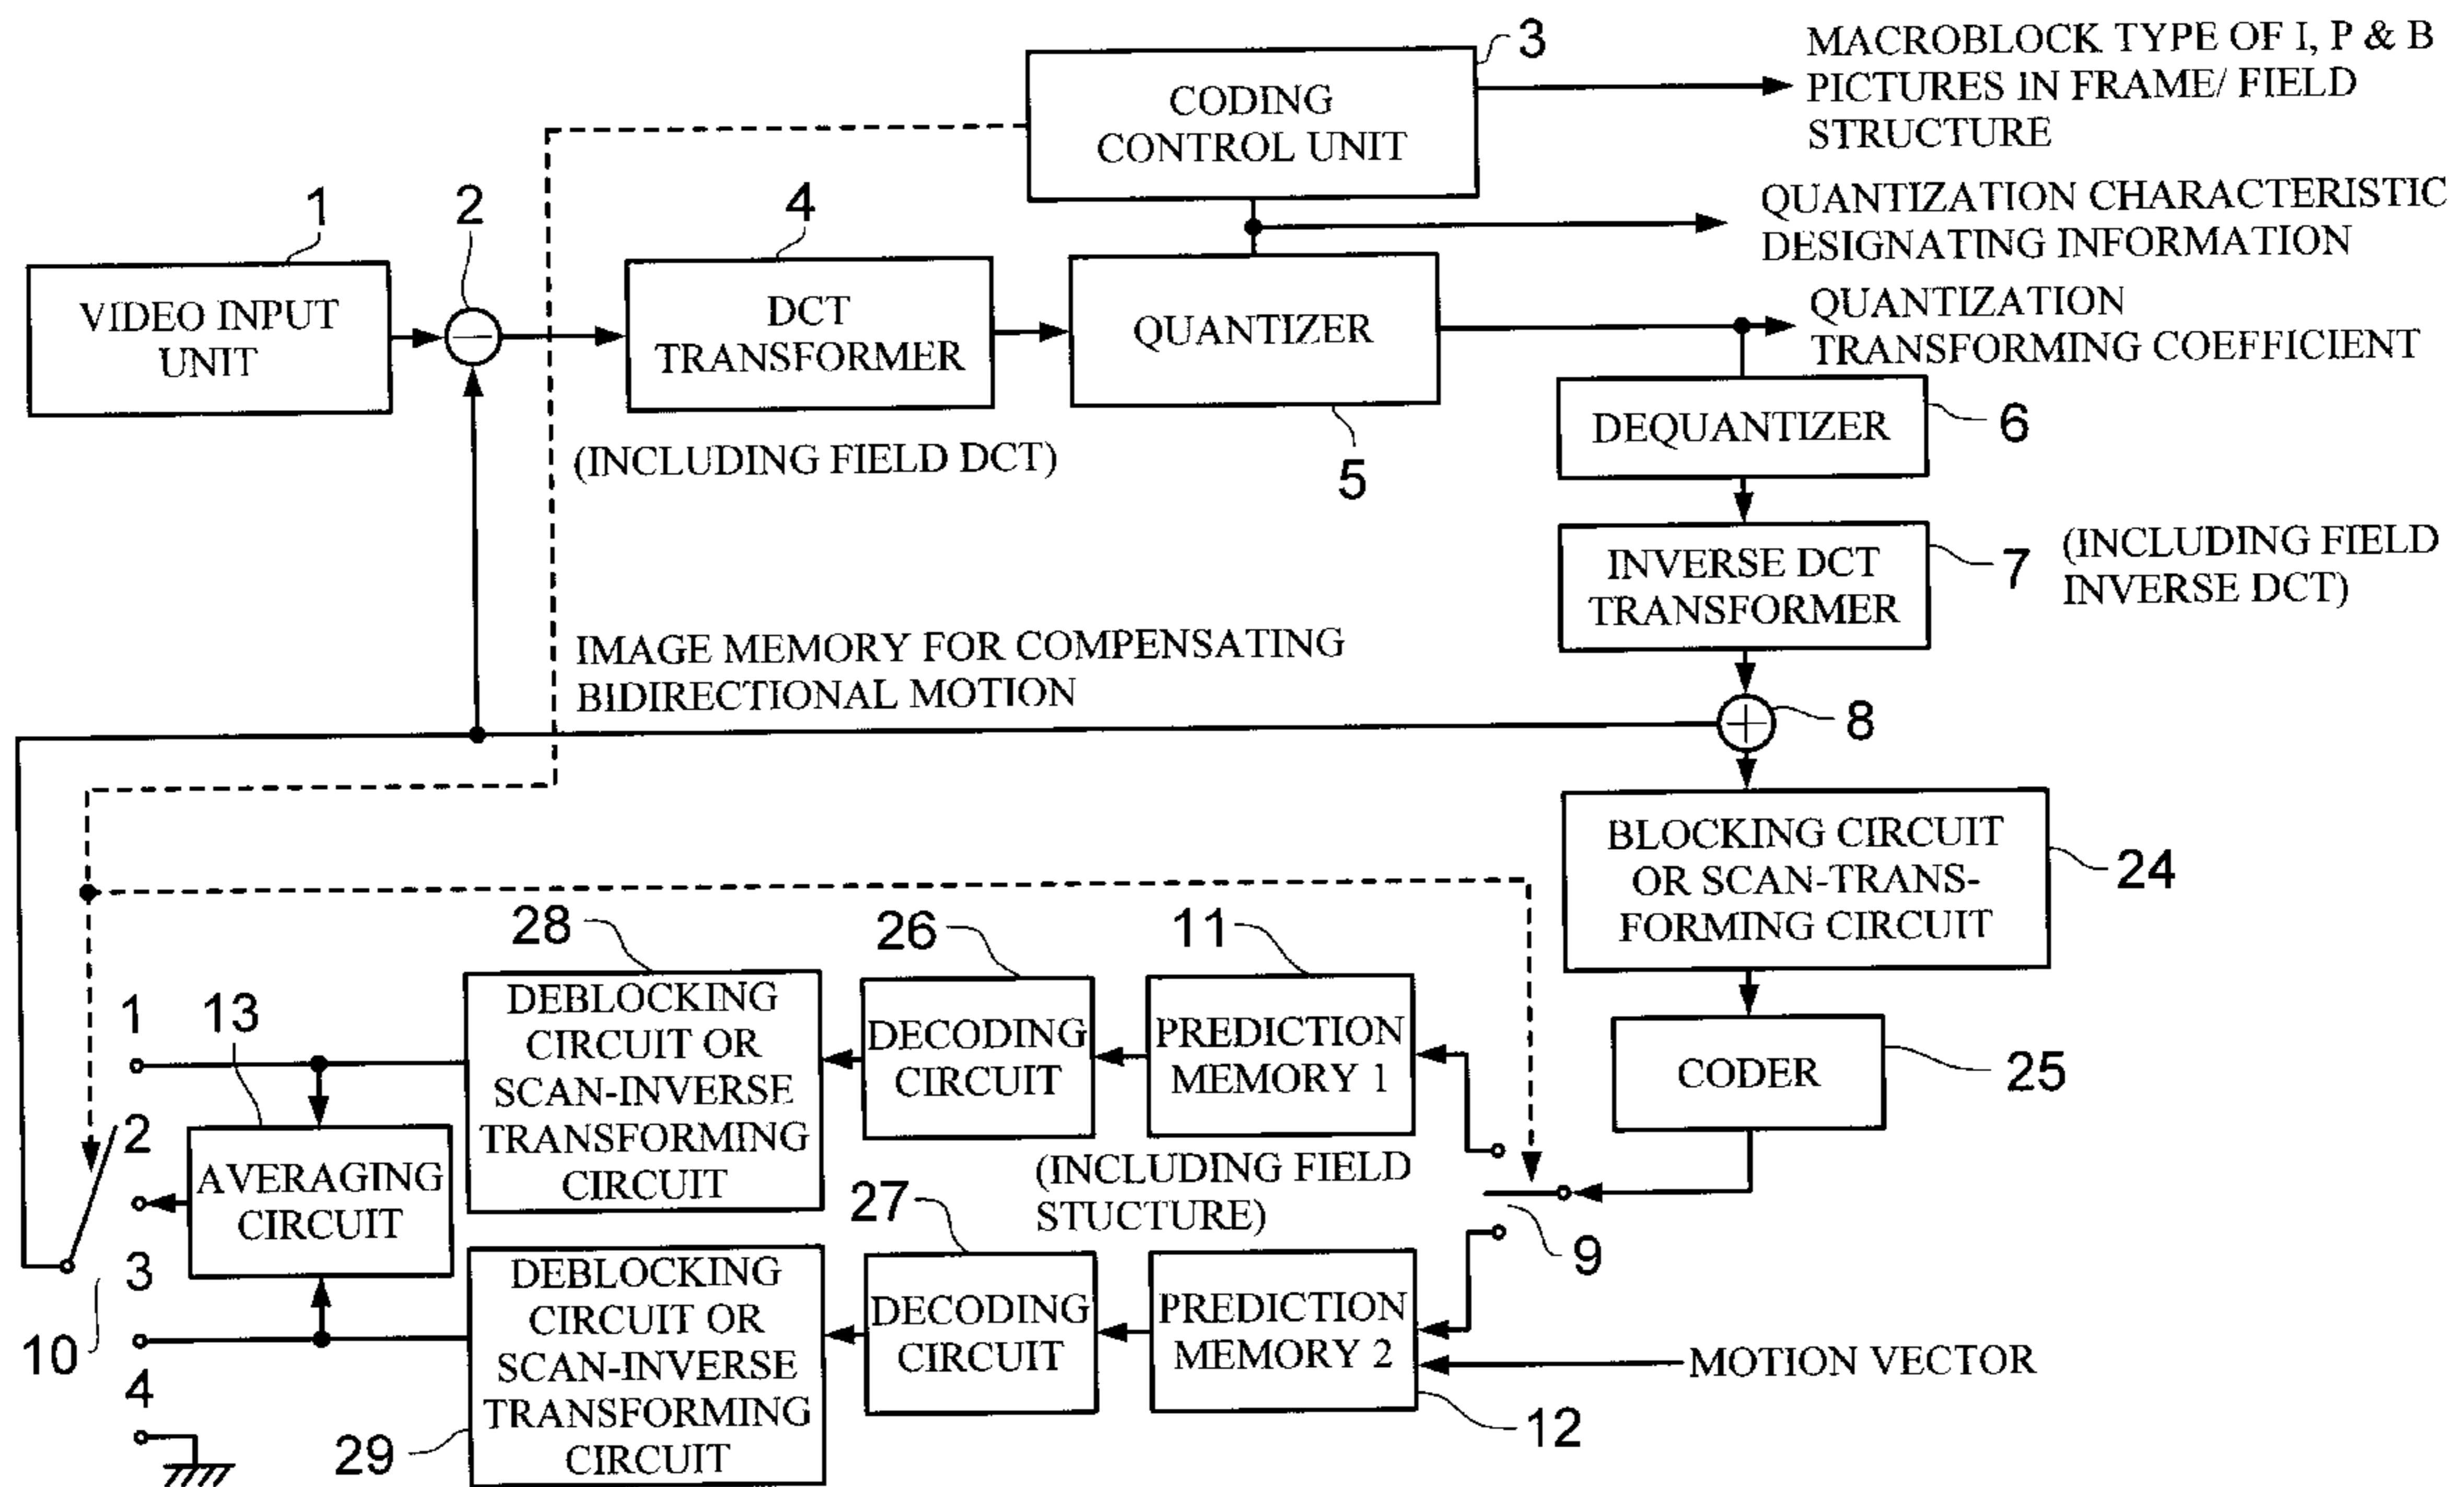 3
MACROBLOCK TYPE OF I, P & B
PICTURES IN FRAME/ FIELD
STRUCTURE
CODING
CONTROL UNIT
QUANTIZATION CHARACTERISTIC
DESIGNATING INFORMATION
1
2
4
VIDEO INPUT
UNIT
DCT
TRANSFORMER
QUANTIZER
QUANTIZATION
TRANSFORMING COEFFICIENT
(INCLUDING FIELD DCT)
5
DEQUANTIZER
6
INVERSE DCT
TRANSFORMER
7
(INCLUDING FIELD
INVERSE DCT)
IMAGE MEMORY FOR COMPENSATING
BIDIRECTIONAL MOTION
8
BLOCKING CIRCUIT
OR SCAN-TRANS-
FORMING CIRCUIT
24
28
26
11
1
13
DEBLOCKING
CIRCUIT OR
SCAN-INVERSE
TRANSFORMING
CIRCUIT
DECODING
CIRCUIT
PREDICTION
MEMORY 1
CODER
25
2
AVERAGING
CIRCUIT
(INCLUDING FIELD
STUCTURE)
27
9
3
10
4
DEBLOCKING
CIRCUIT OR
SCAN-INVERSE
TRANSFORMING
CIRCUIT
DECODING
CIRCUIT
PREDICTION
MEMORY 2
MOTION VECTOR
12
29